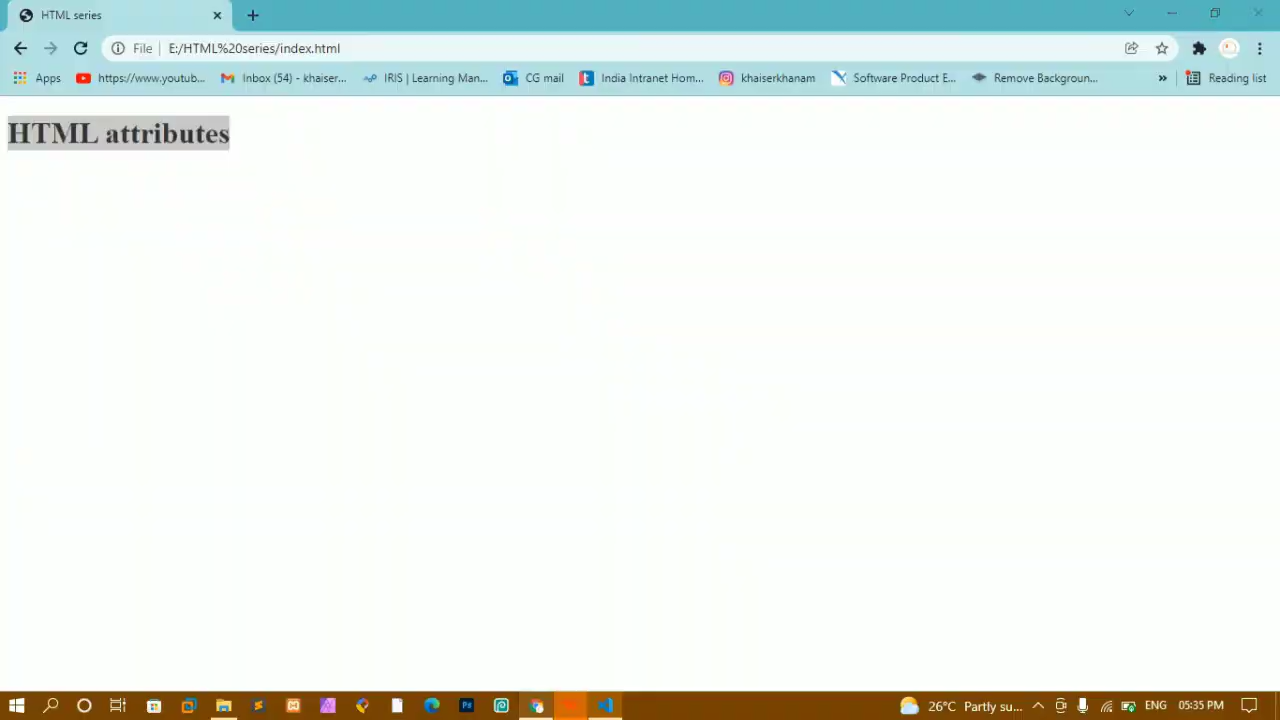 HTML series
File E:/HTML%20series/index.html
Apps https://www.youtub... Inbox (54) - khaiser... IRIS | Learning Man... CG mail India Intranet Hom... khaiserkhanam Software Product E... Remove Backgroun... » Reading list
HTML attributes
26°C Partly su... ENG 05:35 PM